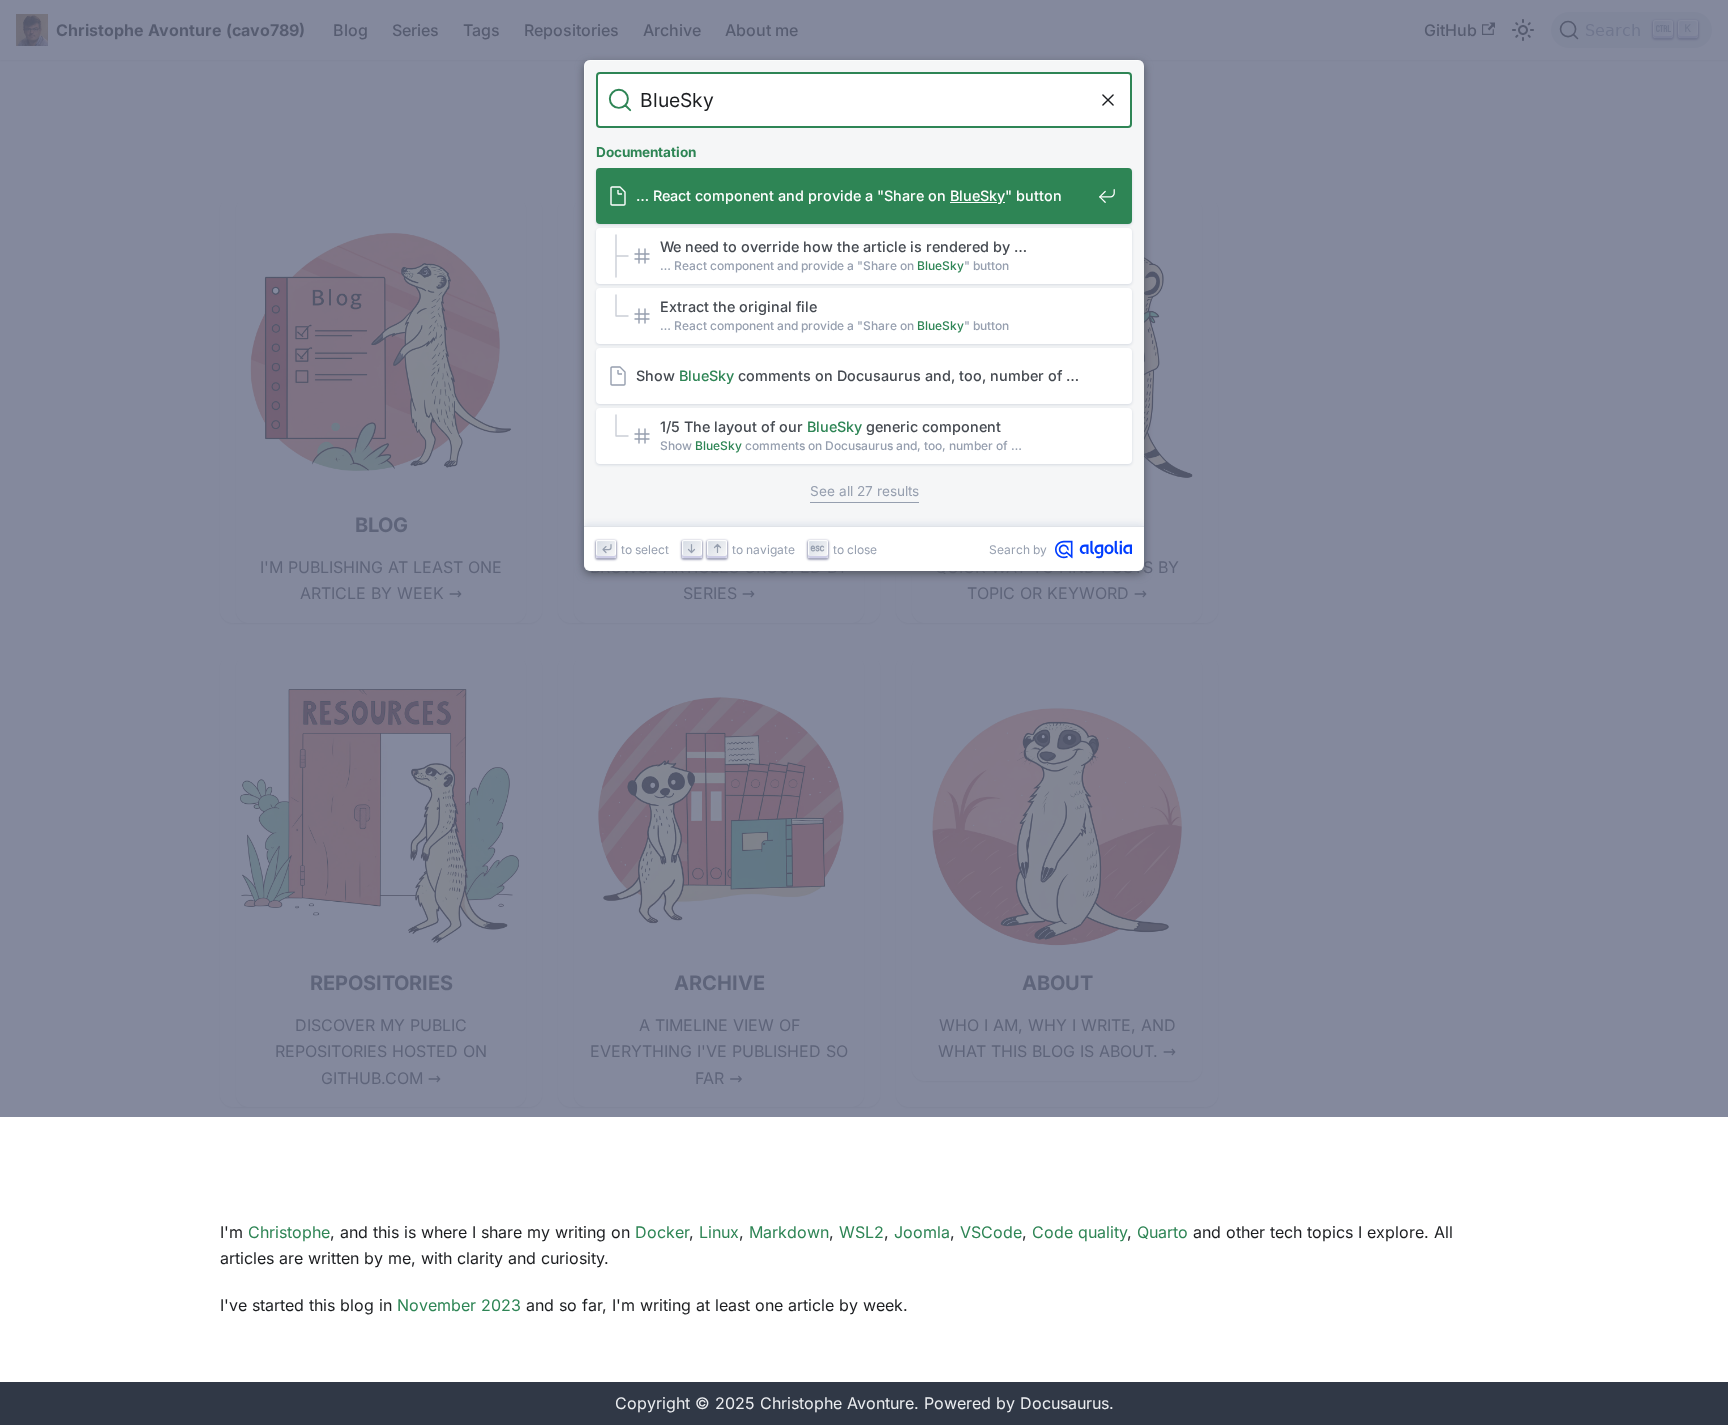 Christophe Avonture (cavo789) Blog Series Tags Repositories Archive About me GitHub Search CTRL K
BlueSky
Documentation
... React component and provide a "Share on BlueSky" button
We need to override how the article is rendered by ...
... React component and provide a "Share on BlueSky" button
Extract the original file
... React component and provide a "Share on BlueSky" button
Show BlueSky comments on Docusaurus and, too, number of ...
1/5 The layout of our BlueSky generic component
Show BlueSky comments on Docusaurus and, too, number of ...
See all 27 results
to select to navigate esc to close Search by algolia
Blog
BLOG
I'M PUBLISHING AT LEAST ONE
ARTICLE BY WEEK →
SERIES →
BY
TOPIC OR KEYWORD →
RESOURCES
REPOSITORIES
DISCOVER MY PUBLIC
REPOSITORIES HOSTED ON
GITHUB.COM →
ARCHIVE
A TIMELINE VIEW OF
EVERYTHING I'VE PUBLISHED SO
FAR →
ABOUT
WHO I AM, WHY I WRITE, AND
WHAT THIS BLOG IS ABOUT. →
I'm Christophe, and this is where I share my writing on Docker, Linux, Markdown, WSL2, Joomla, VSCode, Code quality, Quarto and other tech topics I explore. All
articles are written by me, with clarity and curiosity.
I've started this blog in November 2023 and so far, I'm writing at least one article by week.
Copyright © 2025 Christophe Avonture. Powered by Docusaurus.